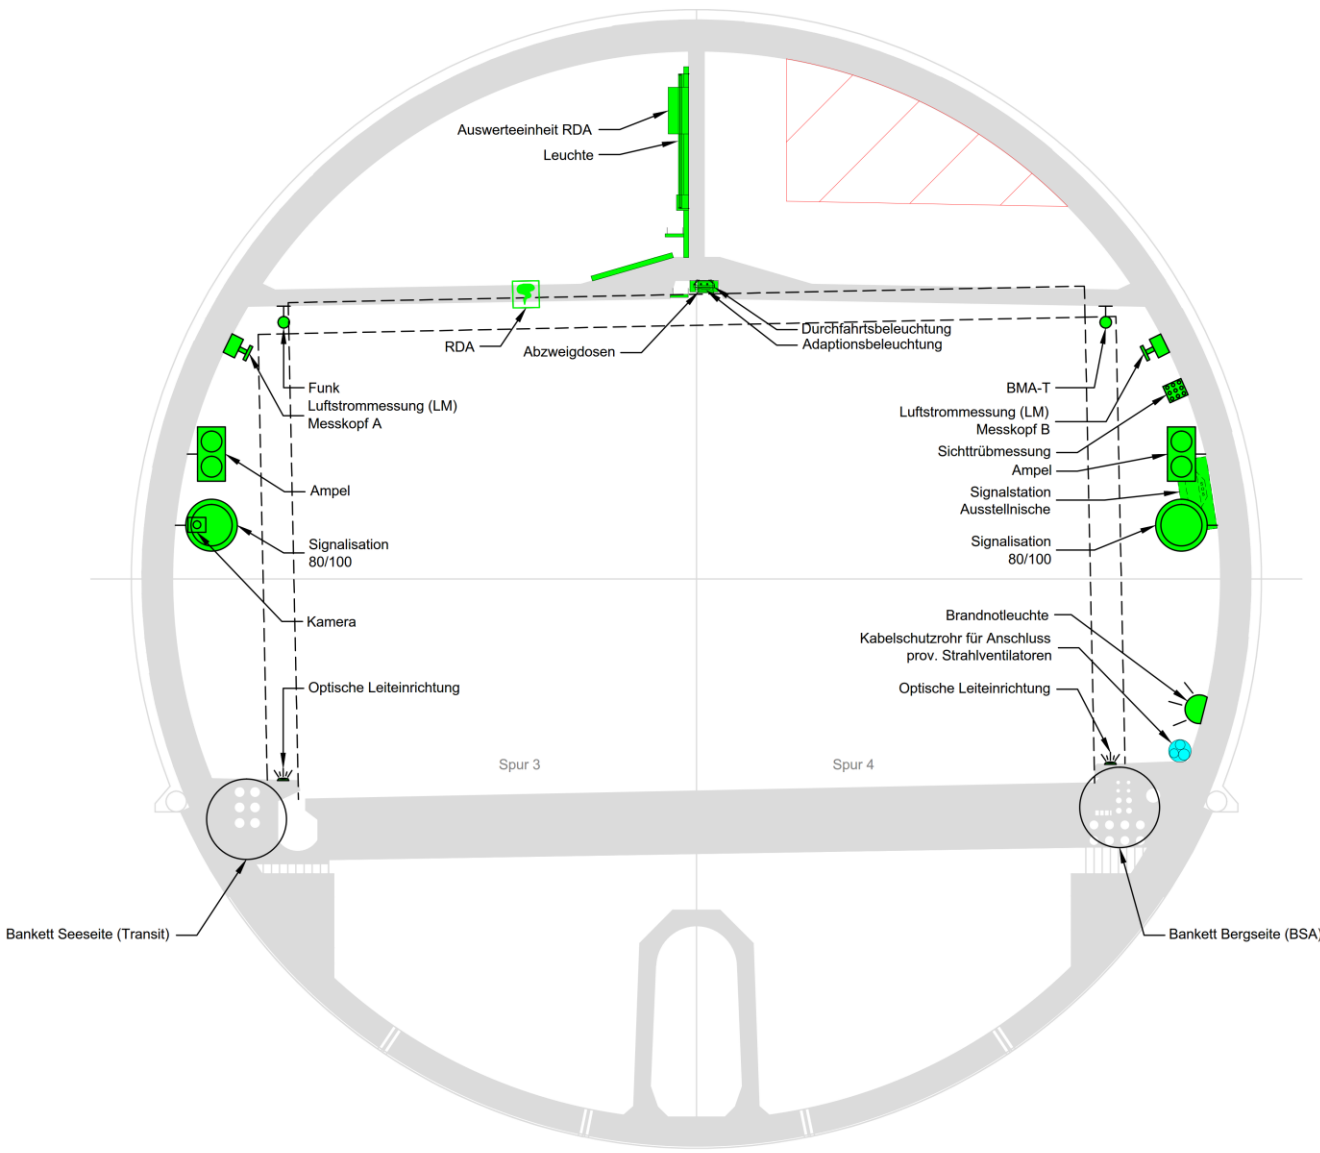 Auswerteeinheit RDA
Leuchte
Durchfahrtsbeleuchtung
Adaptionsbeleuchtung
RDA
Abzweigdosen
Funk
Luftstrommessung (LM)
Messkopf A
Ampel
Signalisation
80/100
Kamera
Optische Leiteinrichtung
BMA-T
Luftstrommessung (LM)
Messkopf B
Sichttrübmessung
Ampel
Signalstation
Ausstellnische
Signalisation
80/100
Brandnotleuchte
Kabelschutzrohr für Anschluss
prov. Strahlventilatoren
Optische Leiteinrichtung
Spur 3
Spur 4
Bankett Seeseite (Transit)
Bankett Bergseite (BSA)